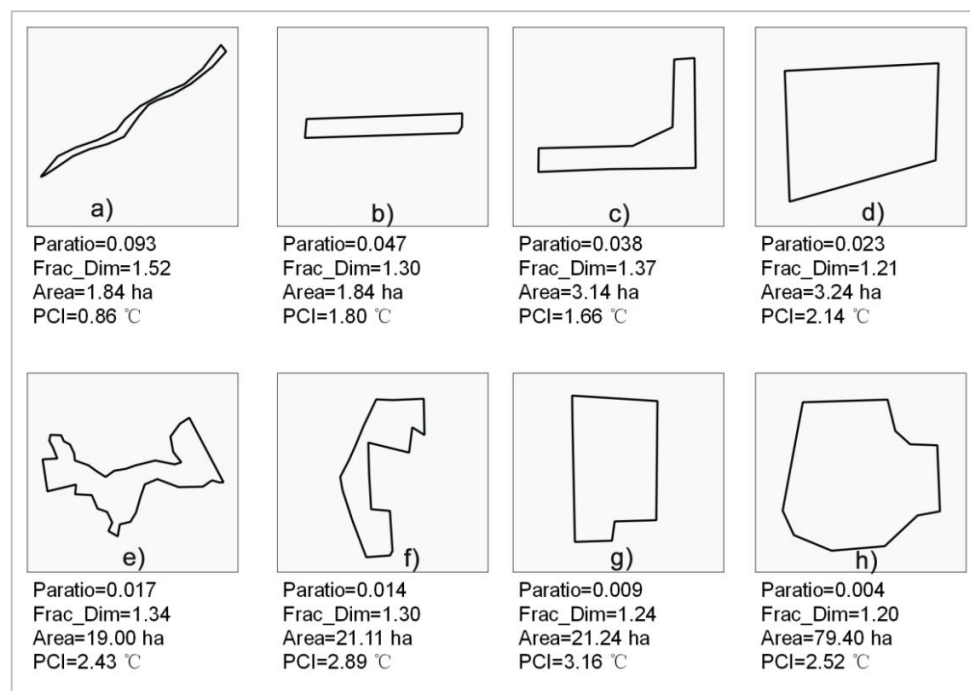 a)
Paratio=0.093
Frac_Dim=1.52
Area=1.84 ha
PCI=0.86 ℃
b)
Paratio=0.047
Frac_Dim=1.30
Area=1.84 ha
PCI=1.80 ℃
c)
Paratio=0.038
Frac_Dim=1.37
Area=3.14 ha
PCI=1.66 ℃
d)
Paratio=0.023
Frac_Dim=1.21
Area=3.24 ha
PCI=2.14 ℃
e)
Paratio=0.017
Frac_Dim=1.34
Area=19.00 ha
PCI=2.43 ℃
f)
Paratio=0.014
Frac_Dim=1.30
Area=21.11 ha
PCI=2.89 ℃
g)
Paratio=0.009
Frac_Dim=1.24
Area=21.24 ha
PCI=3.16 ℃
h)
Paratio=0.004
Frac_Dim=1.20
Area=79.40 ha
PCI=2.52 ℃